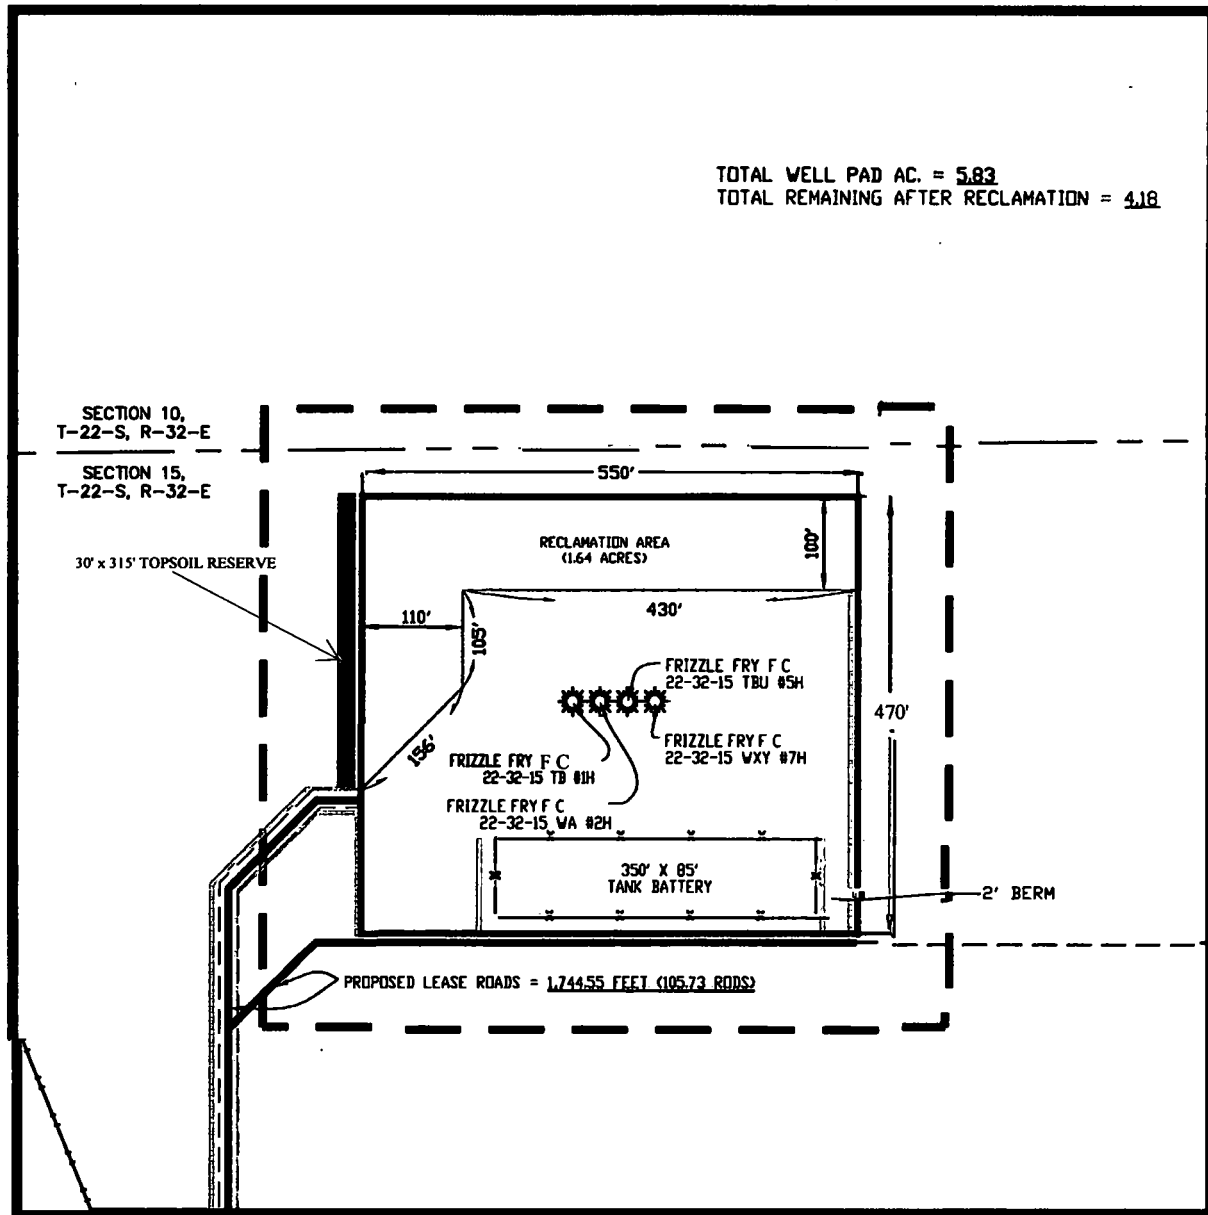 TOTAL WELL PAD AC. = 5.83
TOTAL REMAINING AFTER RECLAMATION = 4.18
SECTION 10,
T-22-S, R-32-E
SECTION 15,
T-22-S, R-32-E
550'
30' x 315' TOPSOIL RESERVE
RECLAMATION AREA
(1.64 ACRES)
100'
110'
105'
430'
156'
FRIZZLE FRY F C
22-32-15 TBU #5H
470'
FRIZZLE FRY F C
22-32-15 WXY #7H
FRIZZLE FRY F C
22-32-15 TB #1H
FRIZZLE FRY F C
22-32-15 WA #2H
350' X 85'
TANK BATTERY
2' BERM
PROPOSED LEASE ROADS = 1,744.55 FEET (105.73 RODS)